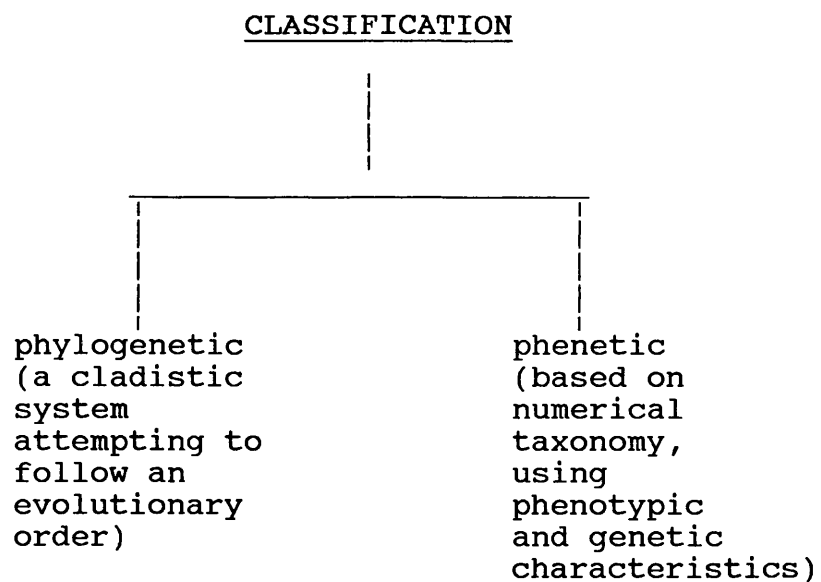 CLASSIFICATION
phylogenetic
(a cladistic
system
attempting to
follow an
evolutionary
order)
phenetic
(based on
numerical
taxonomy,
using
phenotypic
and genetic
characteristics)